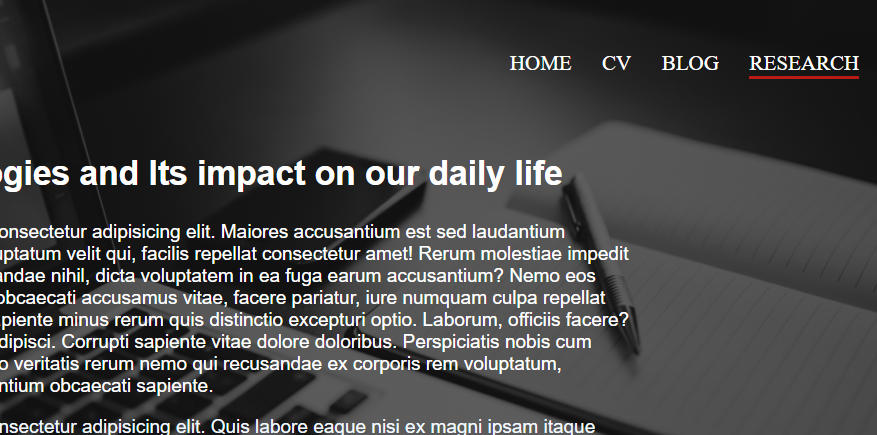 HOME CV BLOG RESEARCH
ogies and Its impact on our daily life
onsectetur adipisicing elit. Maiores accusantium est sed laudantium
uptatum velit qui, facilis repellat consectetur amet! Rerum molestiae impedit
andae nihil, dicta voluptatem in ea fuga earum accusantium? Nemo eos
obcaecati accusamus vitae, facere pariatur, iure numquam culpa repellat
apiente minus rerum quis distinctio excepturi optio. Laborum, officiis facere?
dipisci. Corrupti sapiente vitae dolore doloribus. Perspiciatis nobis cum
o veritatis rerum nemo qui recusandae ex corporis rem voluptatum,
ntium obcaecati sapiente.
nsectetur adipisicing elit. Quis labore eaque nisi ex magni ipsam itaque